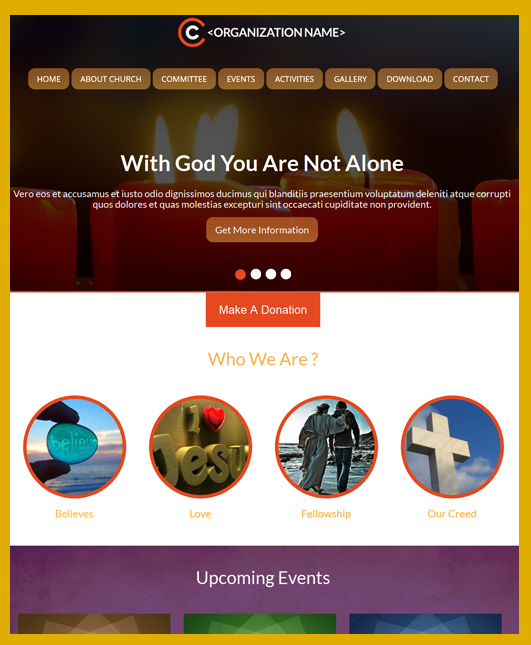 C <ORGANIZATION NAME>
HOME ABOUT CHURCH COMMITTEE EVENTS ACTIVITIES GALLERY DOWNLOAD CONTACT
With God You Are Not Alone
Vero eos et accusamus et iusto odio dignissimos ducimus qui blanditiis praesentium voluptatum deleniti atque corrupti
quos dolores et quas molestias excepturi sint occaecati cupiditate non provident.
Get More Information
Make A Donation
Who We Are ?
believe
I
Jesu
Believes Love Fellowship Our Creed
Upcoming Events